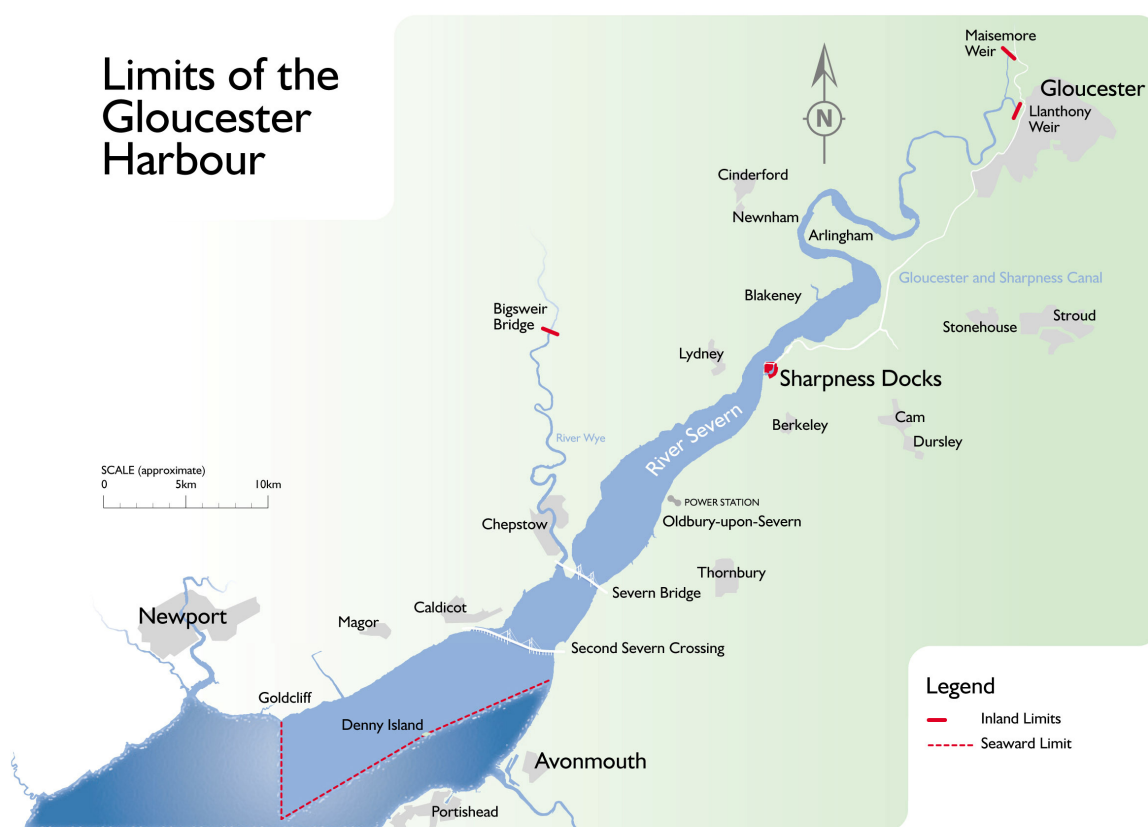 Limits of the
Gloucester
Harbour
Maisemore
Weir
Gloucester
Llanthony
Weir
N
Cinderford
Newnham
Arlingham
Gloucester and Sharpness Canal
Blakeney
Bigsweir
Bridge
Stonehouse
Stroud
Lydney
Sharpness Docks
River Severn
Berkeley
Cam
Dursley
River Wye
SCALE (approximate)
0 5km 10km
POWER STATION
Oldbury-upon-Severn
Chepstow
Thornbury
Severn Bridge
Newport
Magor
Caldicot
Second Severn Crossing
Goldcliff
Denny Island
Avonmouth
Portishead
Legend
Inland Limits
Seaward Limit